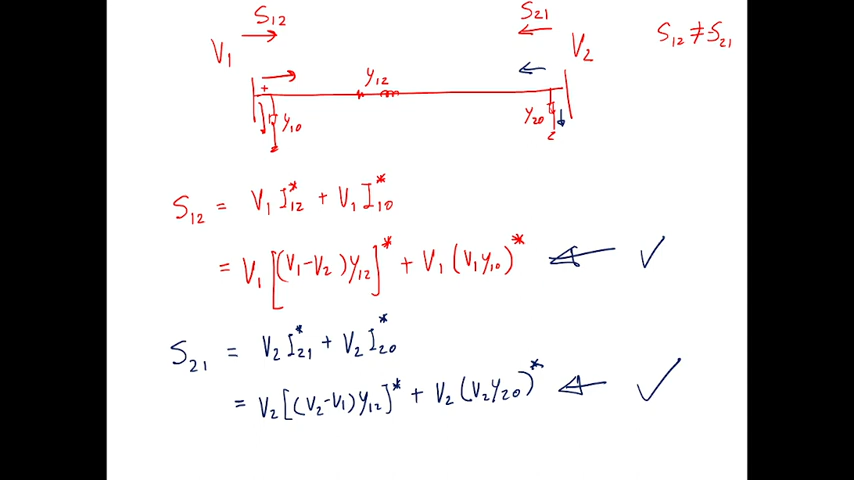 S12 S21
V1 V2 S12 ≠ -S21
y12
+ y10 y20
S12 = V1 I12* + V1 I10*
= V1 [(V1-V2) y12]* + V1 (V1 y10)* ✓
S21 = V2 I21* + V2 I20*
= V2 [(V2-V1) y12]* + V2 (V2 y20)* ✓